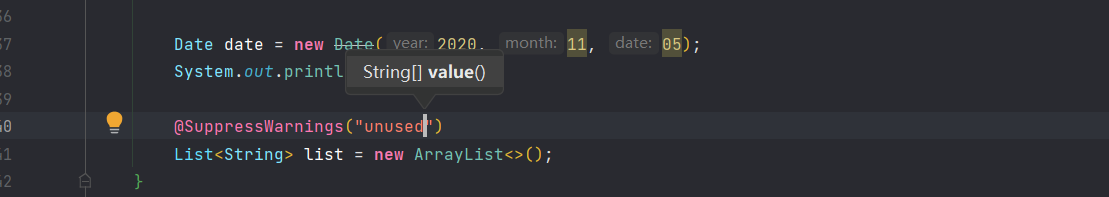 36
37 Date date = new Date( year: 2020, month: 11, date: 05);
38 System.out.printl
String[] value()
39
40 @SuppressWarnings("unused")
41 List<String> list = new ArrayList<>();
42 }